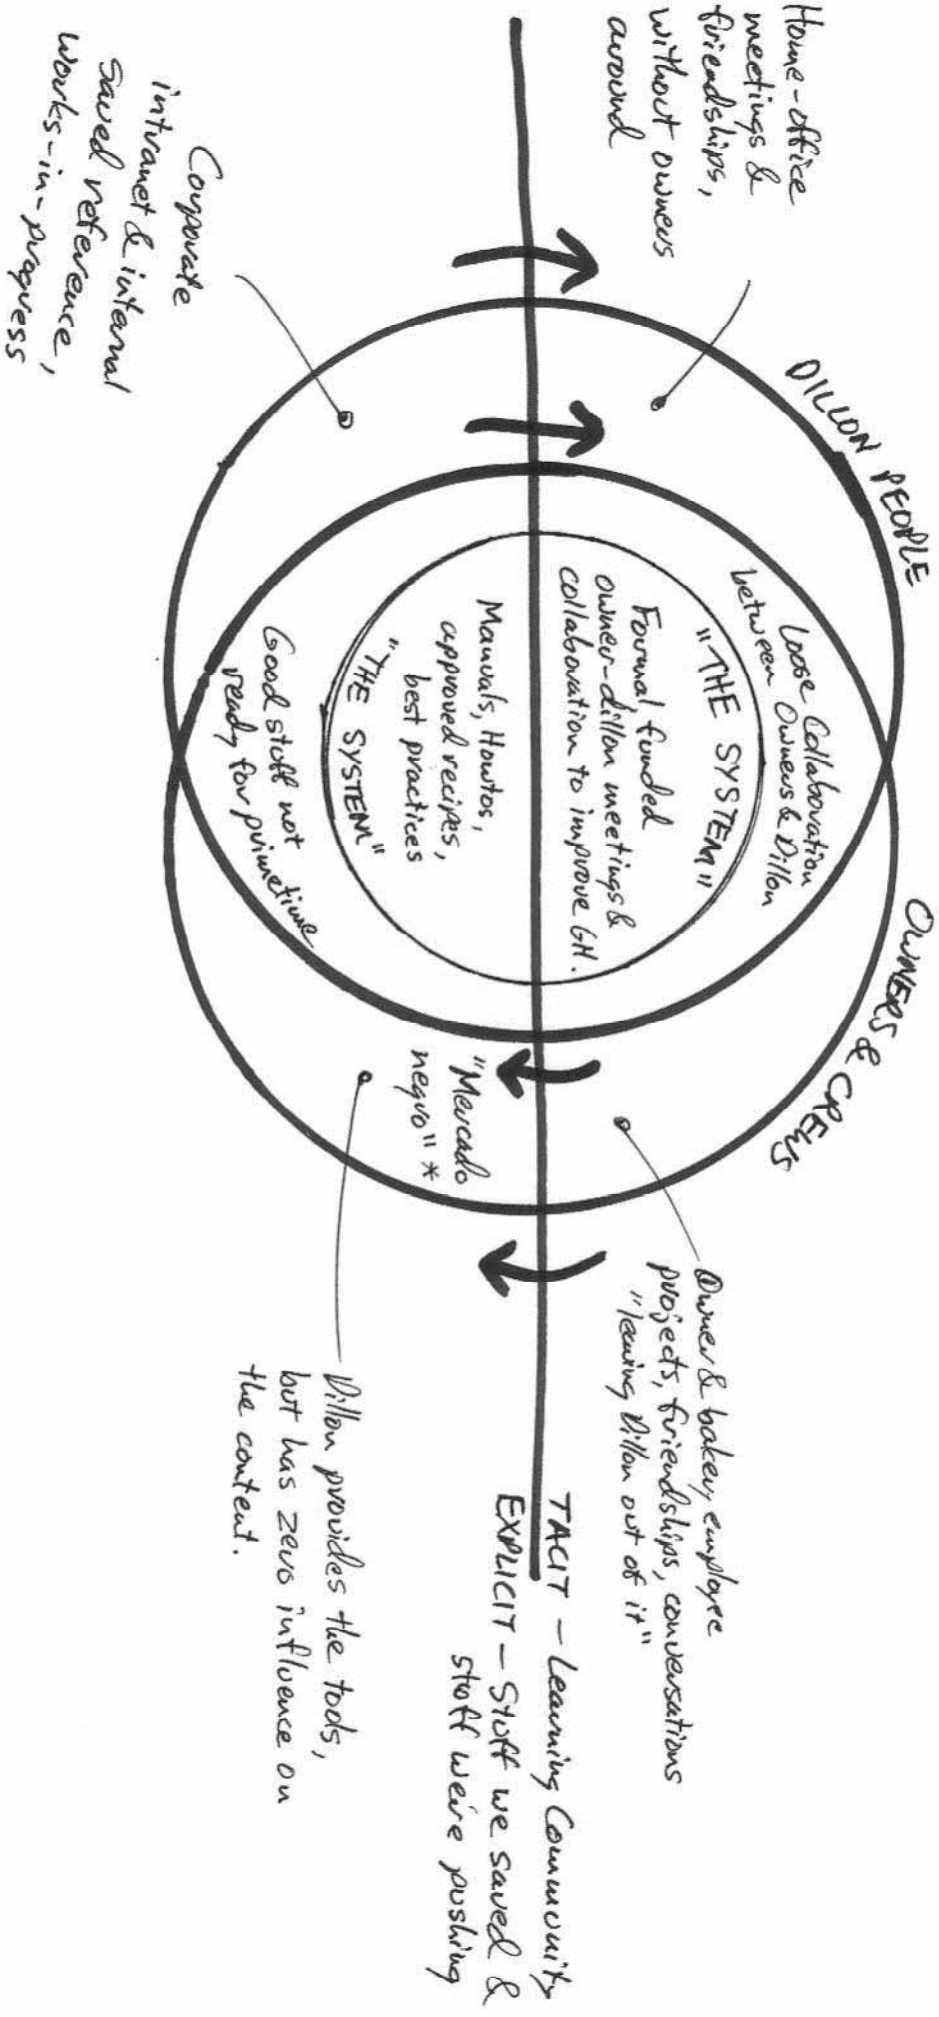 Home-office
meetings &
friendships,
without owners
around
DILLON PEOPLE
OWNERS & CREWS
Owner & bakery employee
projects, friendships, conversations
"leaving Dillon out of it"
Loose Collaboration
between Owners & Dillon
"THE SYSTEM"
Formal, funded
owner-dillon meetings &
collaboration to improve GH.
TACIT - Learning Community
EXPLICIT - Stuff we saved &
stuff we're pushing
Manuals, Howtos,
approved recipes,
best practices
"THE SYSTEM"
Good stuff not
ready for primetime
"Mercado
negro" *
Corporate
intranet & internal
saved reference,
works-in-progress
Dillon provides the tools,
but has zero influence on
the content.